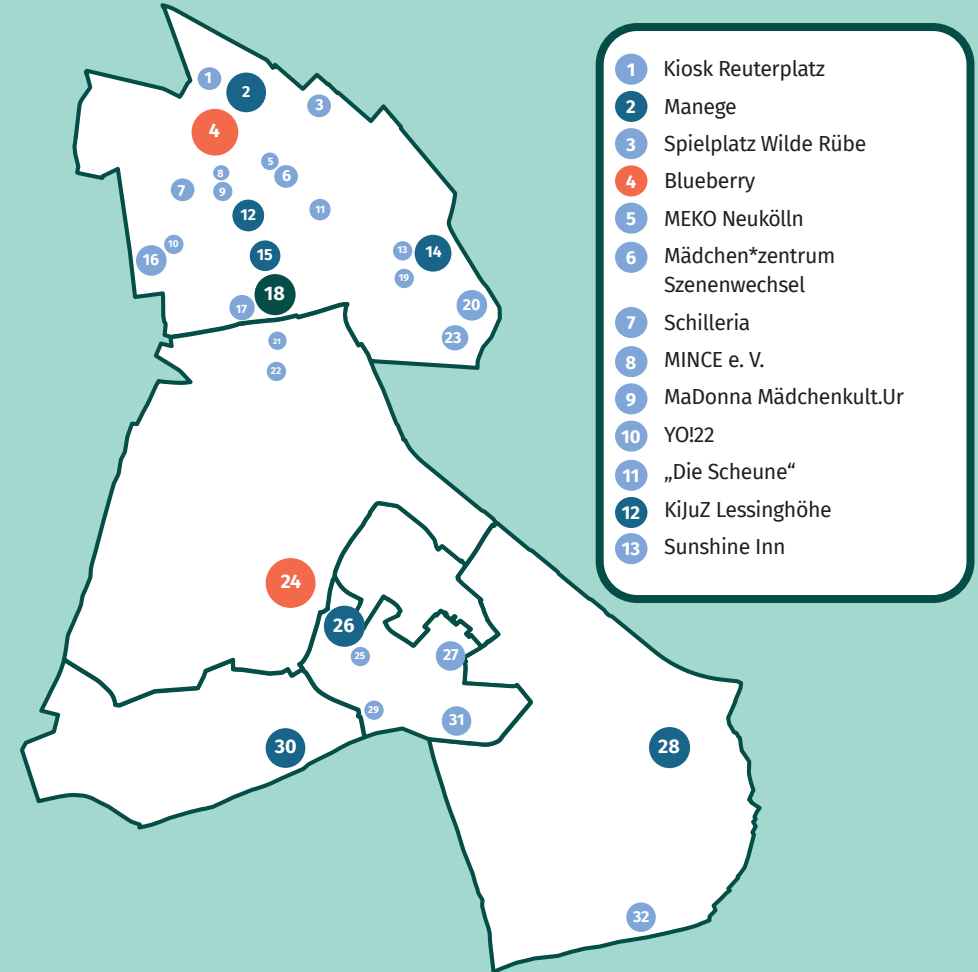 1
2
3
4
5
8
6
7
9
11
12
10
13
14
15
16
19
18
20
17
23
21
22
24
26
25
27
29
31
30
28
32
1 Kiosk Reuterplatz
2 Manege
3 Spielplatz Wilde Rübe
4 Blueberry
5 MEKO Neukölln
6 Mädchen*zentrum
Szenenwechsel
7 Schilleria
8 MINCE e. V.
9 MaDonna Mädchenkult.Ur
10 YO!22
11 „Die Scheune“
12 KiJuZ Lessinghöhe
13 Sunshine Inn